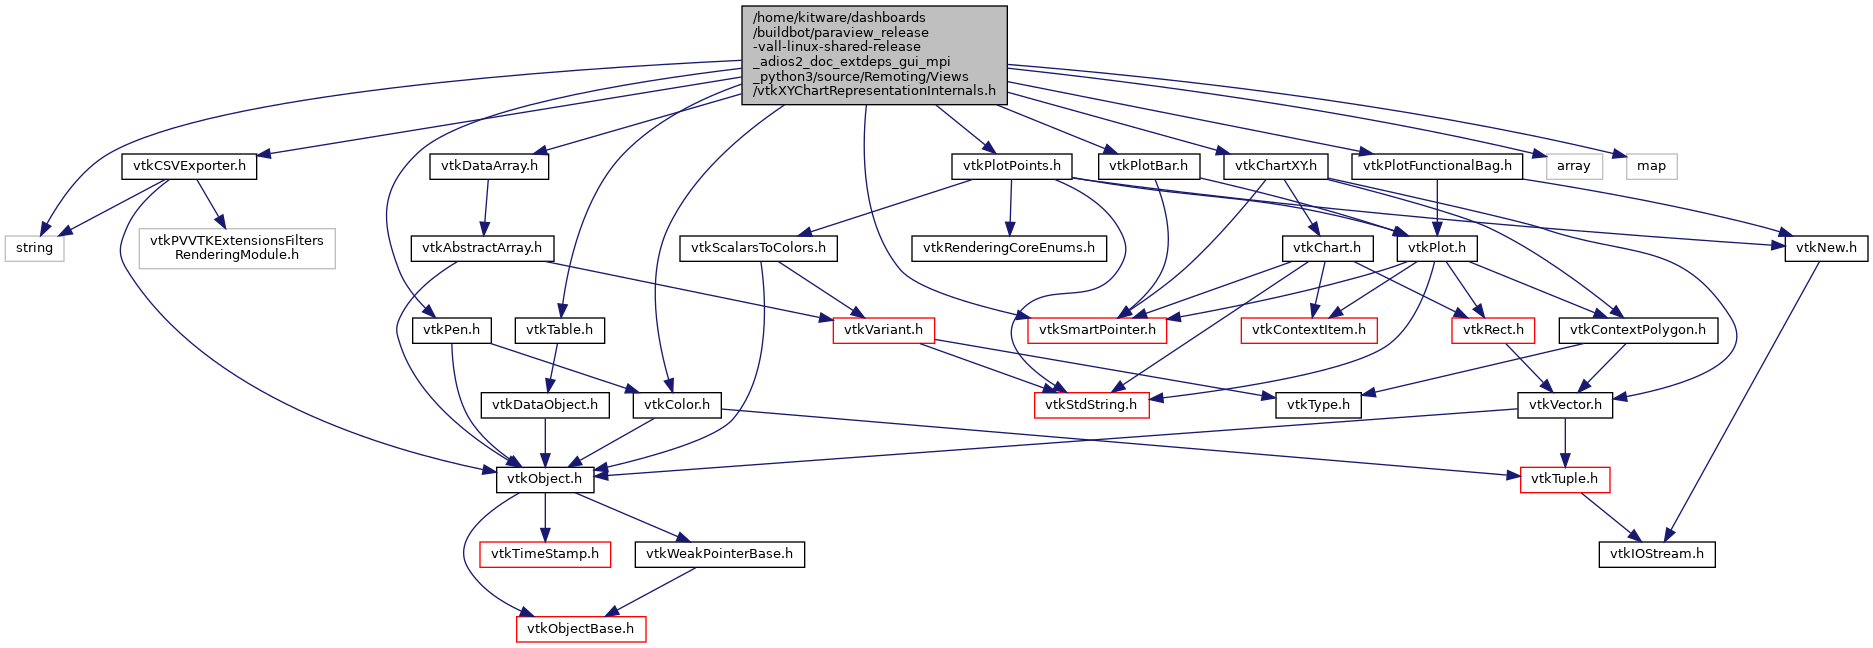 /home/kitware/dashboards
/buildbot/paraview_release
-vall-linux-shared-release
_adios2_doc_extdeps_gui_mpi
_python3/source/Remoting/Views
/vtkXYChartRepresentationInternals.h
vtkCSVExporter.h
vtkDataArray.h
vtkPlotPoints.h
vtkPlotBar.h
vtkChartXY.h
vtkPlotFunctionalBag.h
array
map
string
vtkPVVTKExtensionsFilters
RenderingModule.h
vtkAbstractArray.h
vtkScalarsToColors.h
vtkRenderingCoreEnums.h
vtkChart.h
vtkPlot.h
vtkNew.h
vtkPen.h
vtkTable.h
vtkVariant.h
vtkSmartPointer.h
vtkContextItem.h
vtkRect.h
vtkContextPolygon.h
vtkDataObject.h
vtkColor.h
vtkStdString.h
vtkType.h
vtkVector.h
vtkObject.h
vtkTuple.h
vtkTimeStamp.h
vtkWeakPointerBase.h
vtkIOStream.h
vtkObjectBase.h